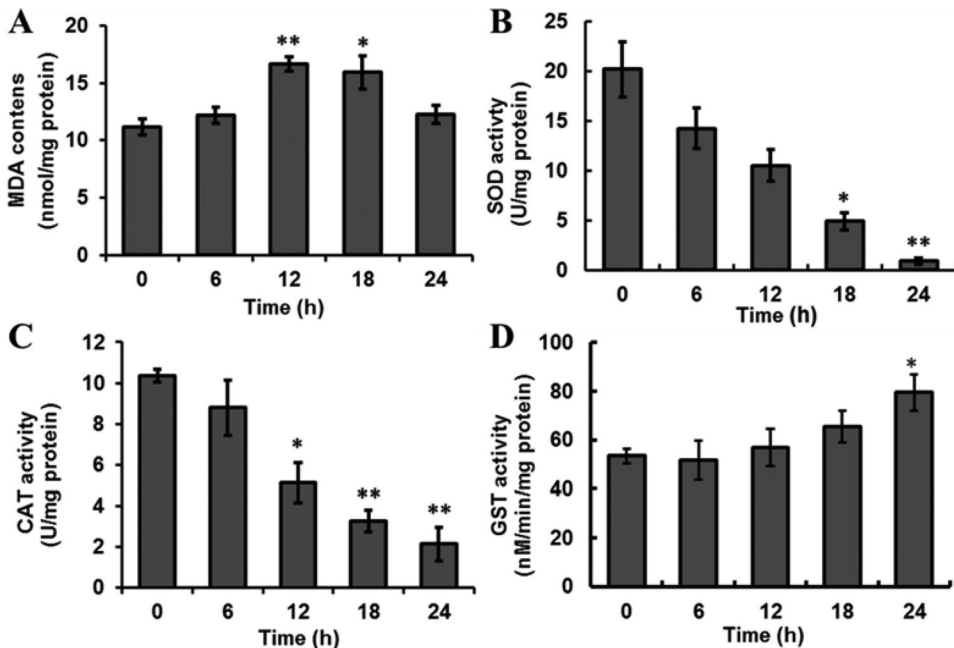 A
MDA contens
(nmol/mg protein)
20
15
10
5
0
**
*
0 6 12 18 24
Time (h)
B
SOD activty
(U/mg protein)
25
20
15
10
5
0
*
**
0 6 12 18 24
Time (h)
C
CAT activity
(U/mg protein)
12
10
8
6
4
2
0
*
**
**
0 6 12 18 24
Time (h)
D
GST activity
(nM/min/mg protein)
100
80
60
40
20
0
*
0 6 12 18 24
Time (h)